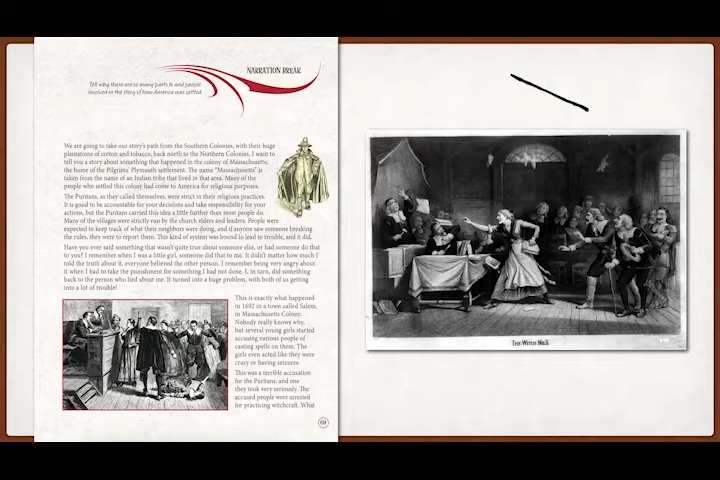 NARRATION BREAK
Tell why there are so many parts to and people
involved in the story of how America was settled.
We are going to take our story's path from the Southern Colonies, with their huge
plantations of cotton and tobacco, back north to the Northern Colonies. I want to
tell you a story about something that happened in the colony of Massachusetts,
the home of the Pilgrims' Plymouth settlement. The name "Massachusetts" is
taken from the name of an Indian tribe that lived in that area. Many of the
people who settled this colony had come to America for religious purposes.
The Puritans, as they called themselves, were strict in their religious practices.
It is good to be accountable for your decisions and take responsibility for your
actions, but the Puritans carried this idea a little further than most people do.
Many of the villages were strictly run by the church elders and leaders. People were
expected to keep track of what their neighbors were doing, and if anyone saw someone breaking
the rules, they were to report them. This kind of system was bound to lead to trouble, and it did.
Have you ever said something that wasn't quite true about someone else, or had someone do that
to you? I remember when I was a little girl, someone did that to me. It didn't matter how much I
told the truth about it, everyone believed the other person. I remember being very angry about
it when I had to take the punishment for something I had not done. I, in turn, did something
back to the person who lied about me. It turned into a huge problem, with both of us getting
into a lot of trouble!
This is exactly what happened
in 1692 in a town called Salem,
in Massachusetts Colony.
Nobody really knows why,
but several young girls started
accusing various people of
casting spells on them. The
girls even acted like they were
crazy or having seizures.
This was a terrible accusation
for the Puritans, and one
they took very seriously. The
accused people were arrested
for practicing witchcraft. What
69